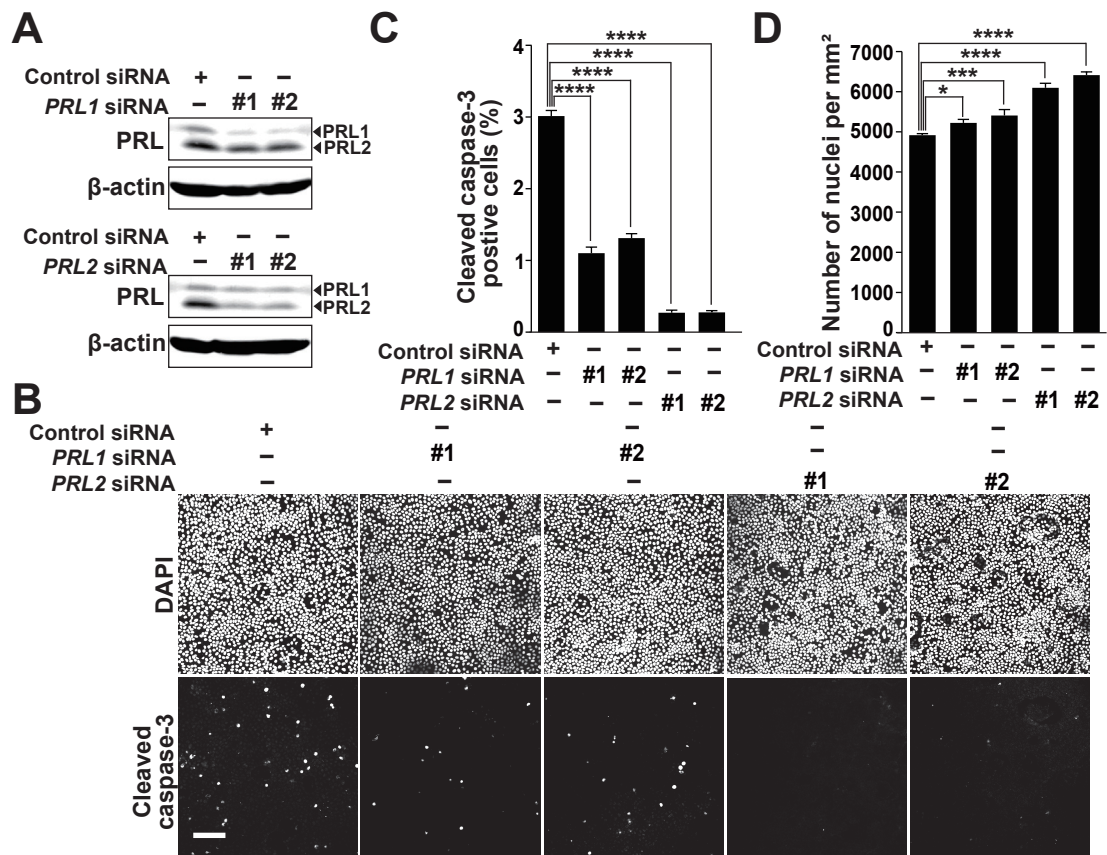 A
Control siRNA + – –
PRL1 siRNA – #1 #2
PRL
◄PRL1
◄PRL2
β-actin
Control siRNA + – –
PRL2 siRNA – #1 #2
PRL
◄PRL1
◄PRL2
β-actin
C
Cleaved caspase-3
postive cells (%)
4
3
2
1
0
****
****
****
****
Control siRNA + – – – –
PRL1 siRNA – #1 #2 – –
PRL2 siRNA – – – #1 #2
D
Number of nuclei per mm²
7000
6000
5000
4000
3000
2000
1000
0
****
****
***
*
Control siRNA + – – – –
PRL1 siRNA – #1 #2 – –
PRL2 siRNA – – – #1 #2
B
Control siRNA + – – – –
PRL1 siRNA – #1 #2 – –
PRL2 siRNA – – – #1 #2
DAPI
Cleaved
caspase-3